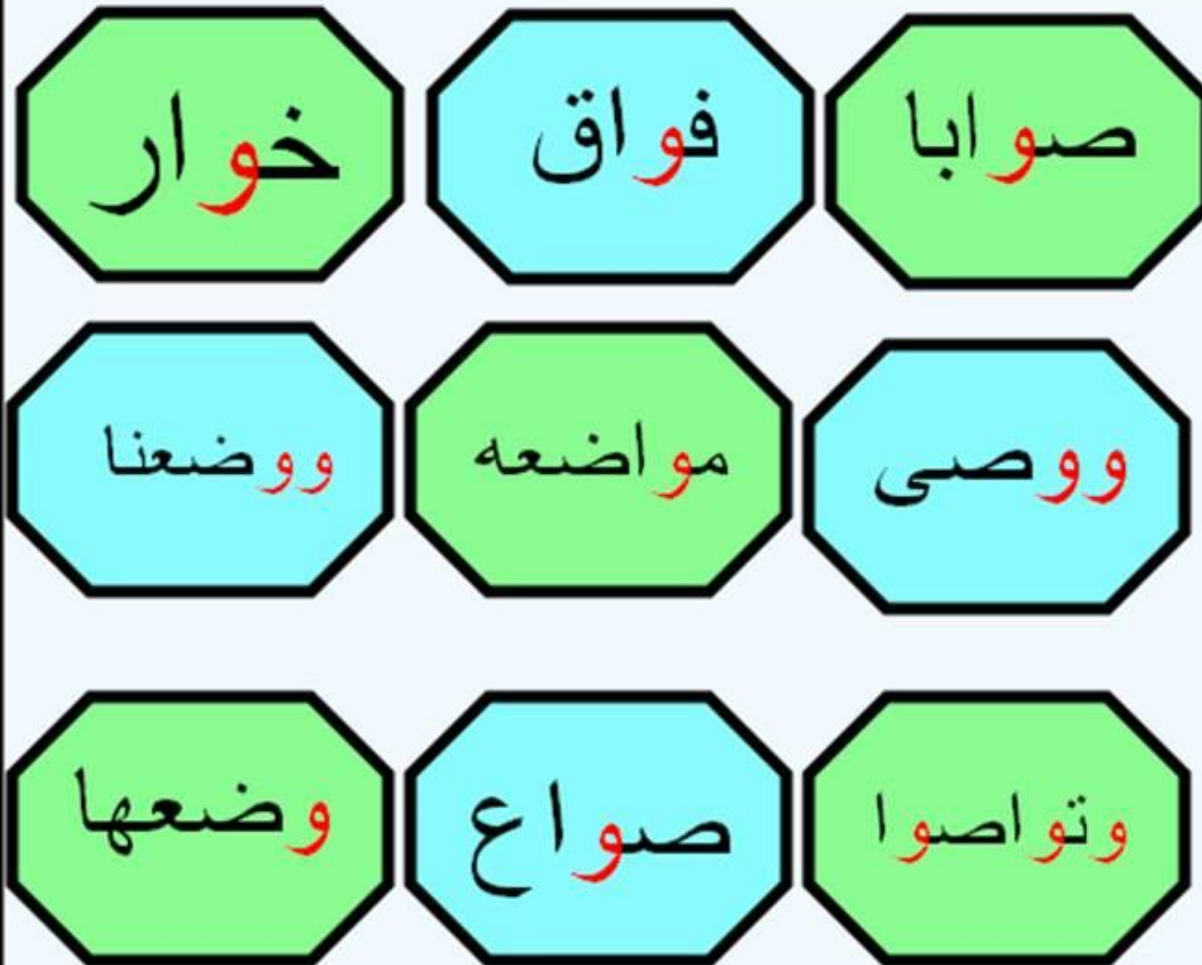 صوابا
فواق
خوار
ووصى
مواضعه
ووضعنا
وتواصوا
صواع
وضعها